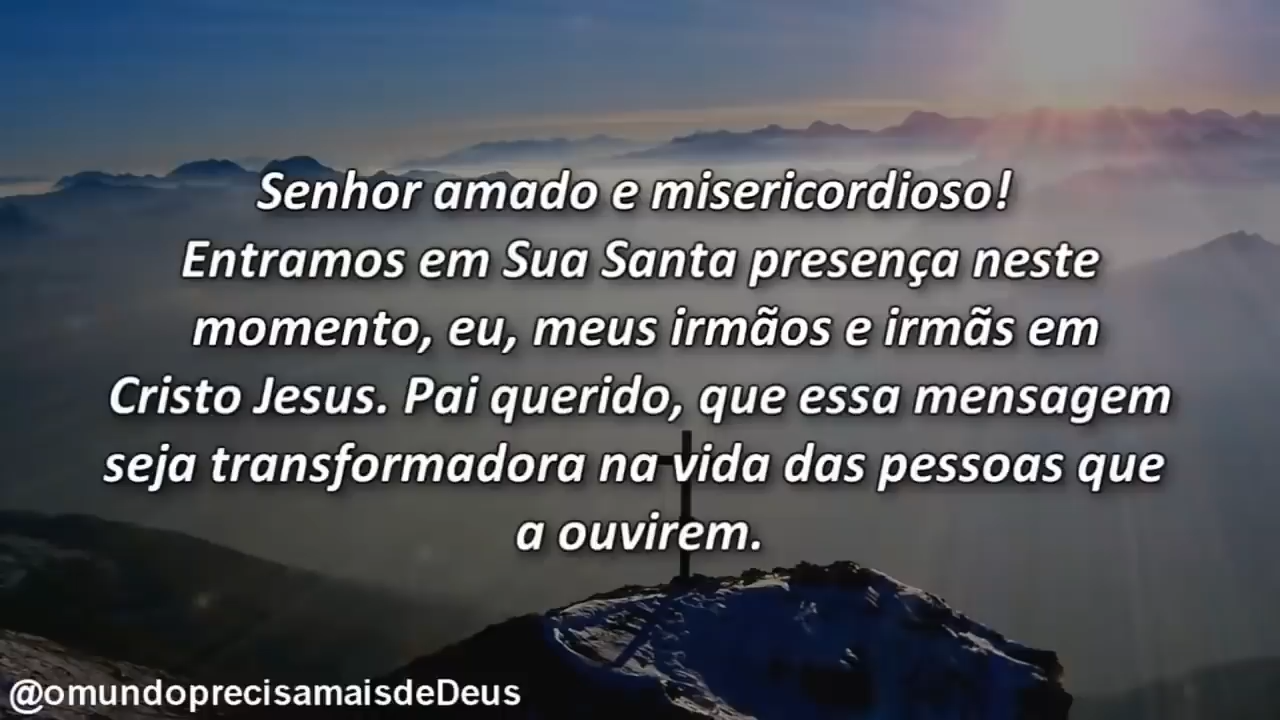 Senhor amado e misericordioso!
Entramos em Sua Santa presença neste
momento, eu, meus irmãos e irmãs em
Cristo Jesus. Pai querido, que essa mensagem
seja transformadora na vida das pessoas que
a ouvirem.
@omundoprecisamaisdeDeus